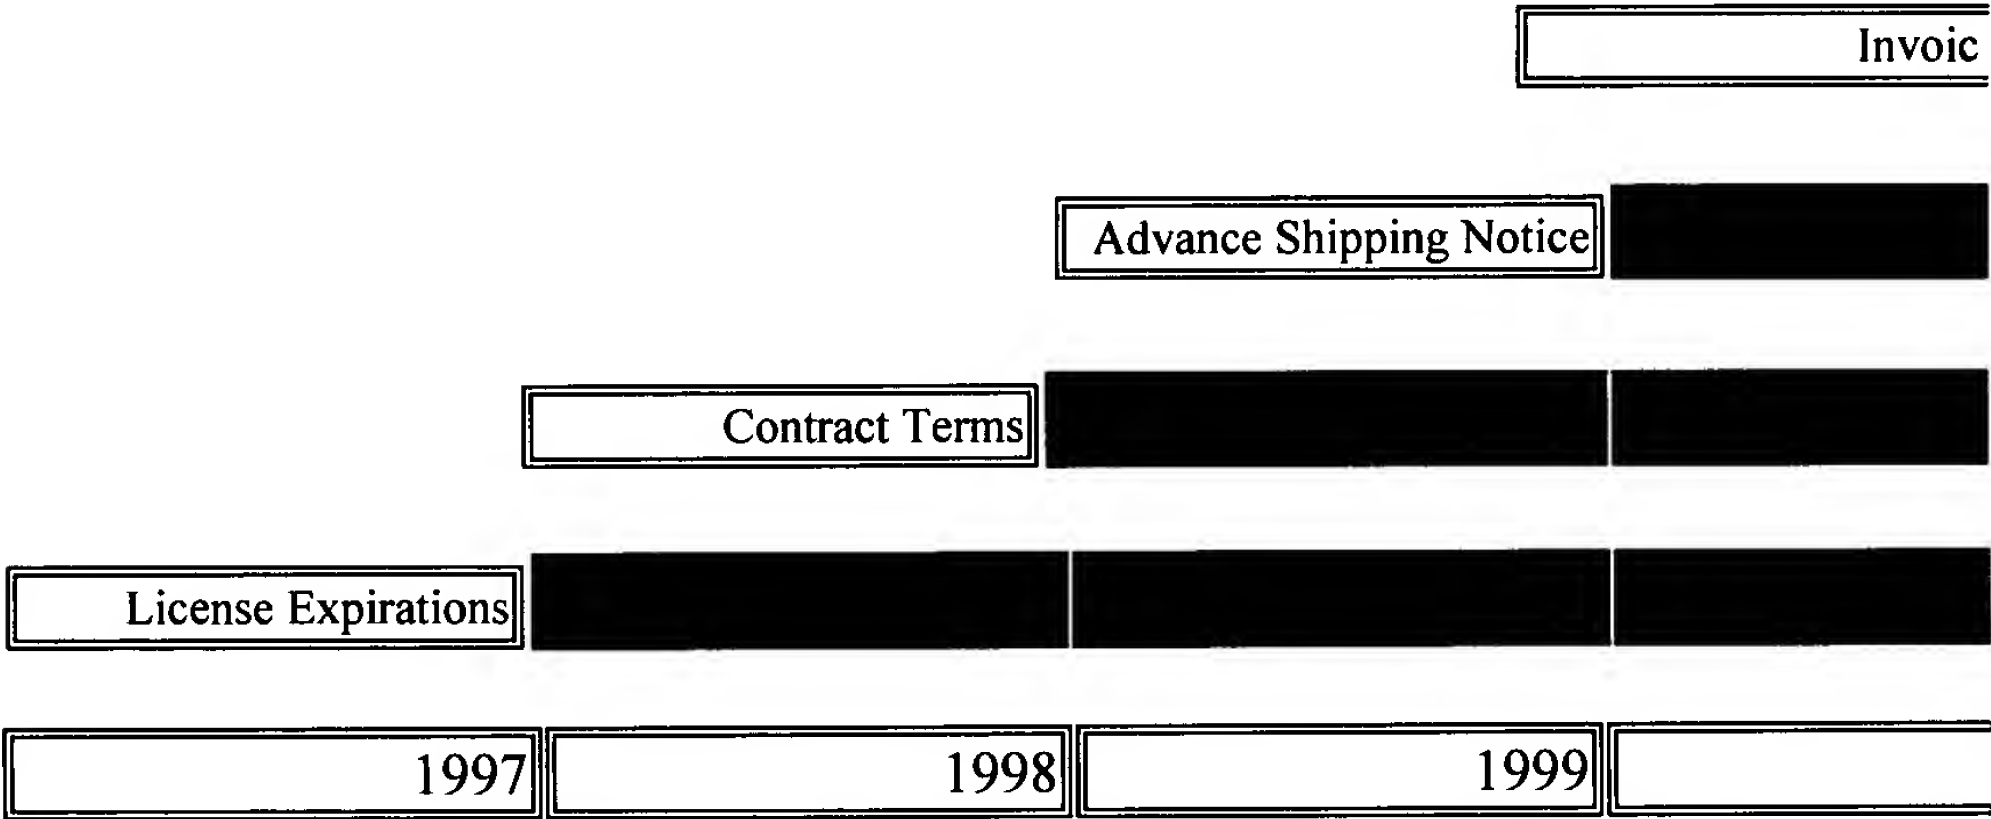 Invoic
Advance Shipping Notice
Contract Terms
License Expirations
1997 1998 1999